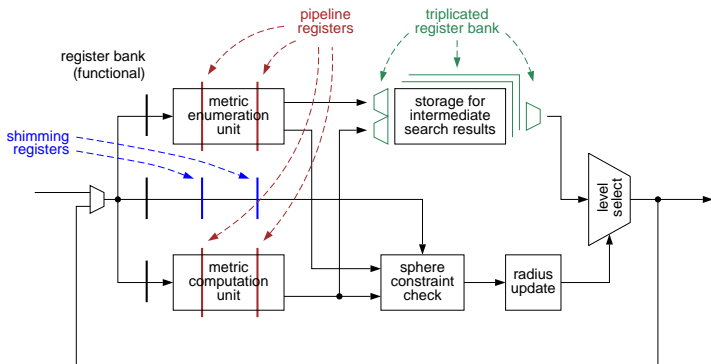 pipeline
registers
triplicated
register bank
register bank
(functional)
metric
enumeration
unit
storage for
intermediate
search results
shimming
registers
level
select
metric
computation
unit
sphere
constraint
check
radius
update